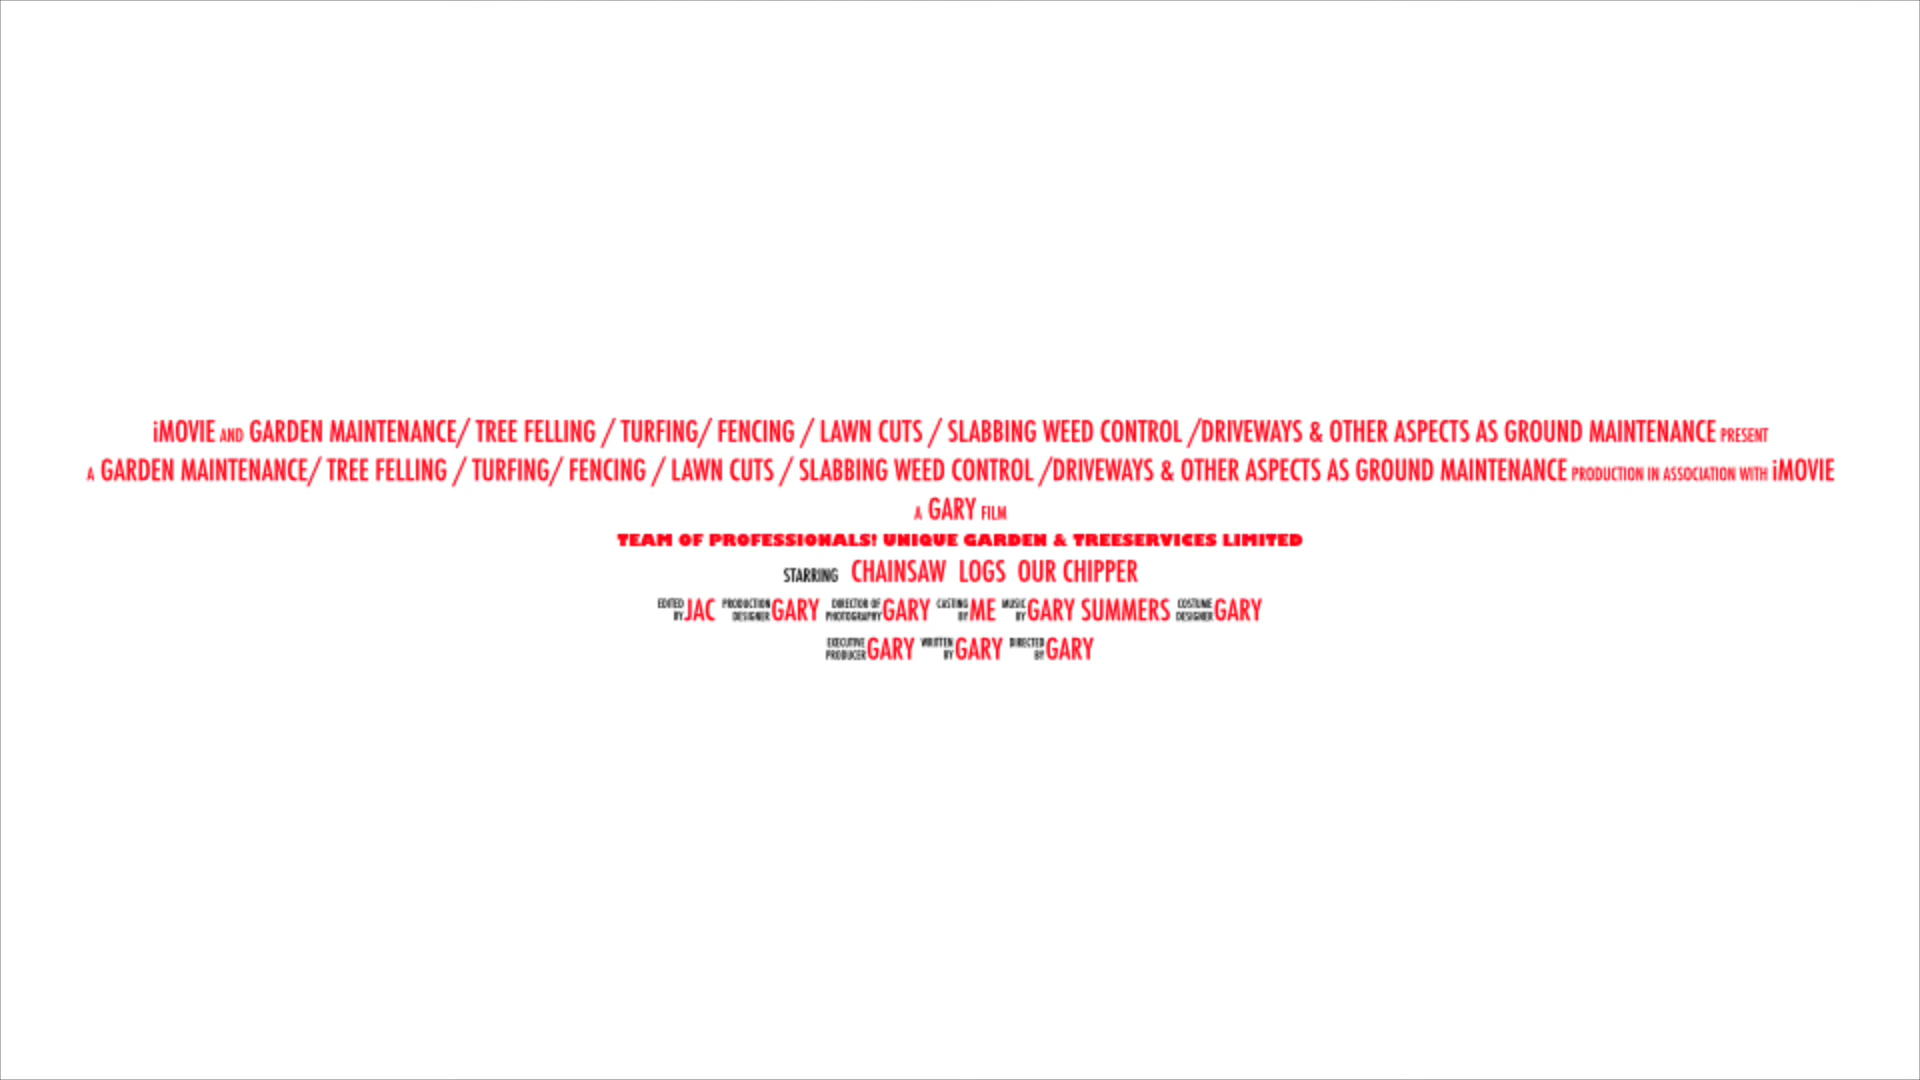 iMOVIE AND GARDEN MAINTENANCE/ TREE FELLING / TURFING/ FENCING / LAWN CUTS / SLABBING WEED CONTROL /DRIVEWAYS & OTHER ASPECTS AS GROUND MAINTENANCE PRESENT
A GARDEN MAINTENANCE/ TREE FELLING / TURFING/ FENCING / LAWN CUTS / SLABBING WEED CONTROL /DRIVEWAYS & OTHER ASPECTS AS GROUND MAINTENANCE PRODUCTION IN ASSOCIATION WITH iMOVIE
A GARY FILM
TEAM OF PROFESSIONALS! UNIQUE GARDEN & TREESERVICES LIMITED
STARRING CHAINSAW LOGS OUR CHIPPER
EDITED BY JAC PRODUCTION DESIGNER GARY DIRECTOR OF PHOTOGRAPHY GARY CASTING BY ME MUSIC BY GARY SUMMERS COSTUME DESIGNER GARY
EXECUTIVE PRODUCER GARY WRITTEN BY GARY DIRECTED BY GARY